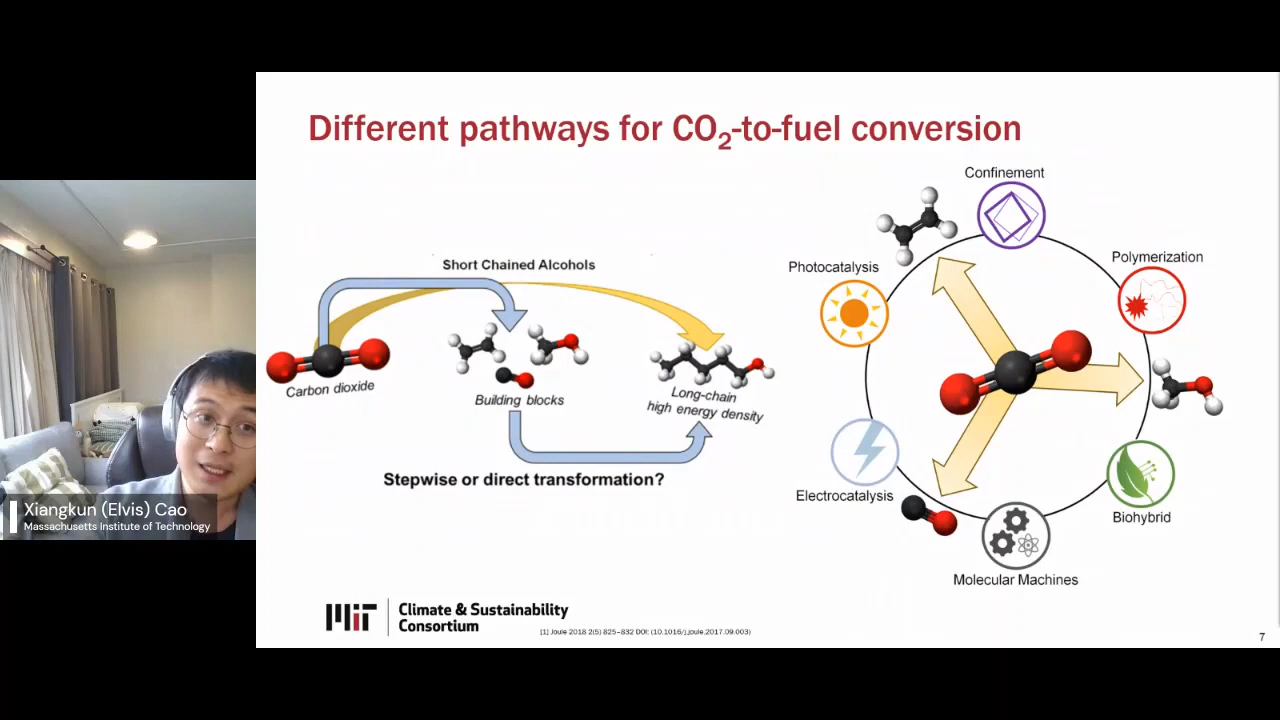 Different pathways for CO2-to-fuel conversion
Short Chained Alcohols
Carbon dioxide
Building blocks
Long-chain
high energy density
Stepwise or direct transformation?
Confinement
Polymerization
Photocatalysis
Electrocatalysis
Biohybrid
Molecular Machines
Xiangkun (Elvis) Cao
Massachusetts Institute of Technology
MIT
Climate & Sustainability
Consortium
[1] Joule 2018 2(5) 825–832 DOI: (10.1016/j.joule.2017.09.003)
7